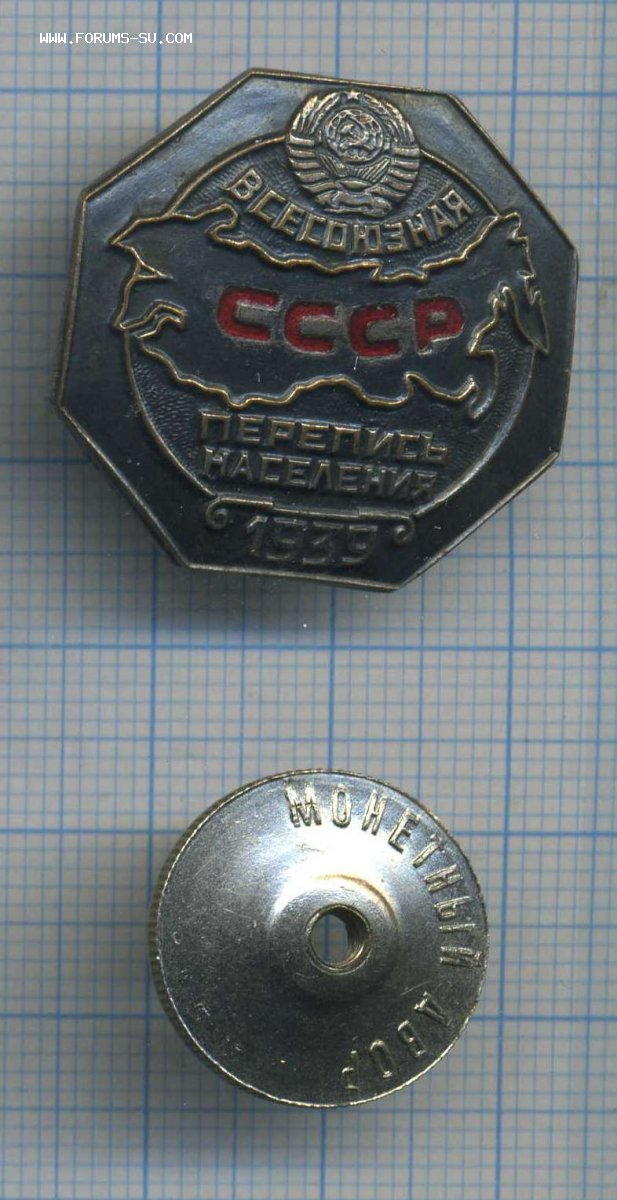 WWW.FORUMS-SU.COM
ВСЕСОЮЗНАЯ
СССР
ПЕРЕПИСЬ
НАСЕЛЕНИЯ
1939
МОНЕТНЫЙ ДВОР